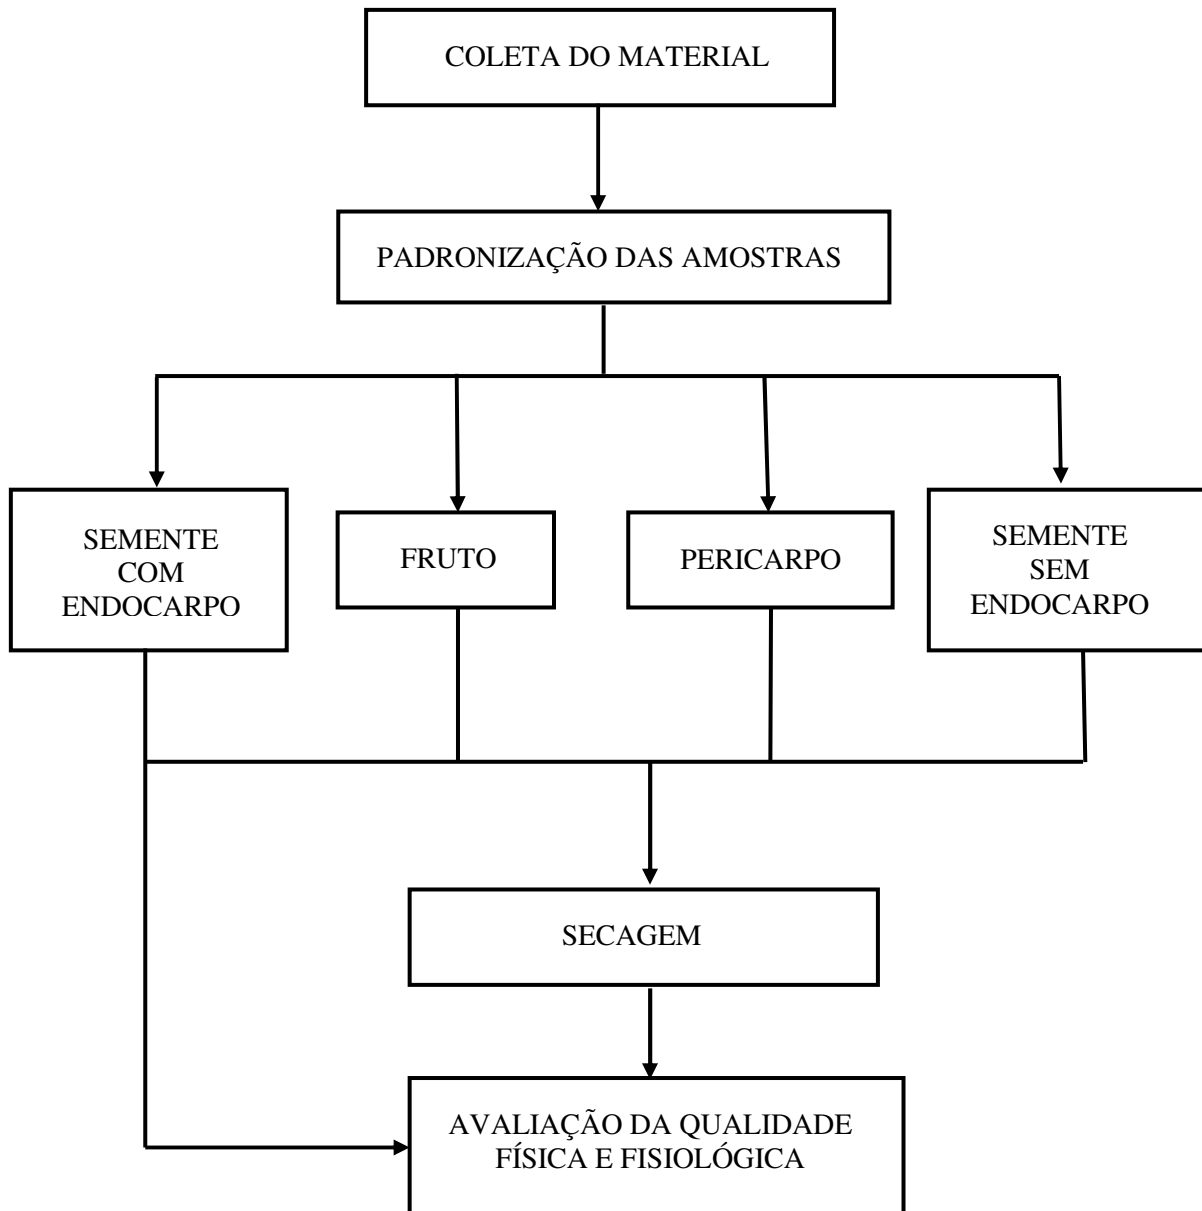 COLETA DO MATERIAL
PADRONIZAÇÃO DAS AMOSTRAS
SEMENTE
COM
ENDOCARPO
FRUTO
PERICARPO
SEMENTE
SEM
ENDOCARPO
SECAGEM
AVALIAÇÃO DA QUALIDADE
FÍSICA E FISIOLÓGICA